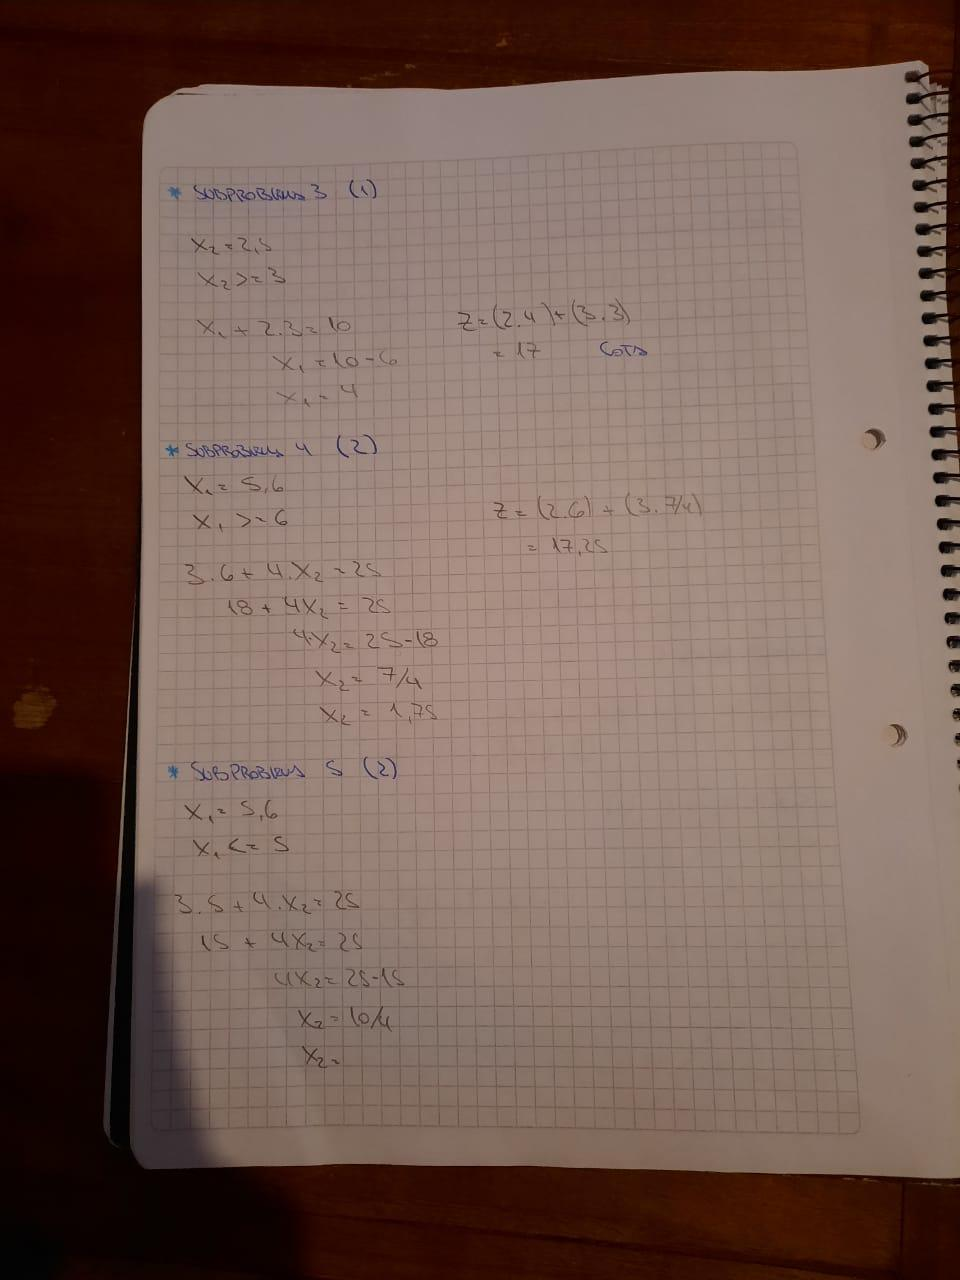 * SUBPROBLEMA 3 (1)
X₂ = 2,5
X₂ >= 3
X₁ + 2.3 = 10
X₁ = 10 - 6
X₁ = 4
Z = (2.4) + (3.3)
= 17 COTA
* SUBPROBLEMA 4 (2)
X₁ = 5,6
X₁ >= 6
3.6 + 4.X₂ = 25
18 + 4X₂ = 25
4X₂ = 25-18
X₂ = 7/4
X₂ = 1,75
Z = (2.6) + (3.7/4)
= 17,25
* SUBPROBLEMA 5 (2)
X₁ = 5,6
X₁ <= 5
3.5 + 4.X₂ = 25
15 + 4X₂ = 25
4X₂ = 25-15
X₂ = 10/4
X₂ =